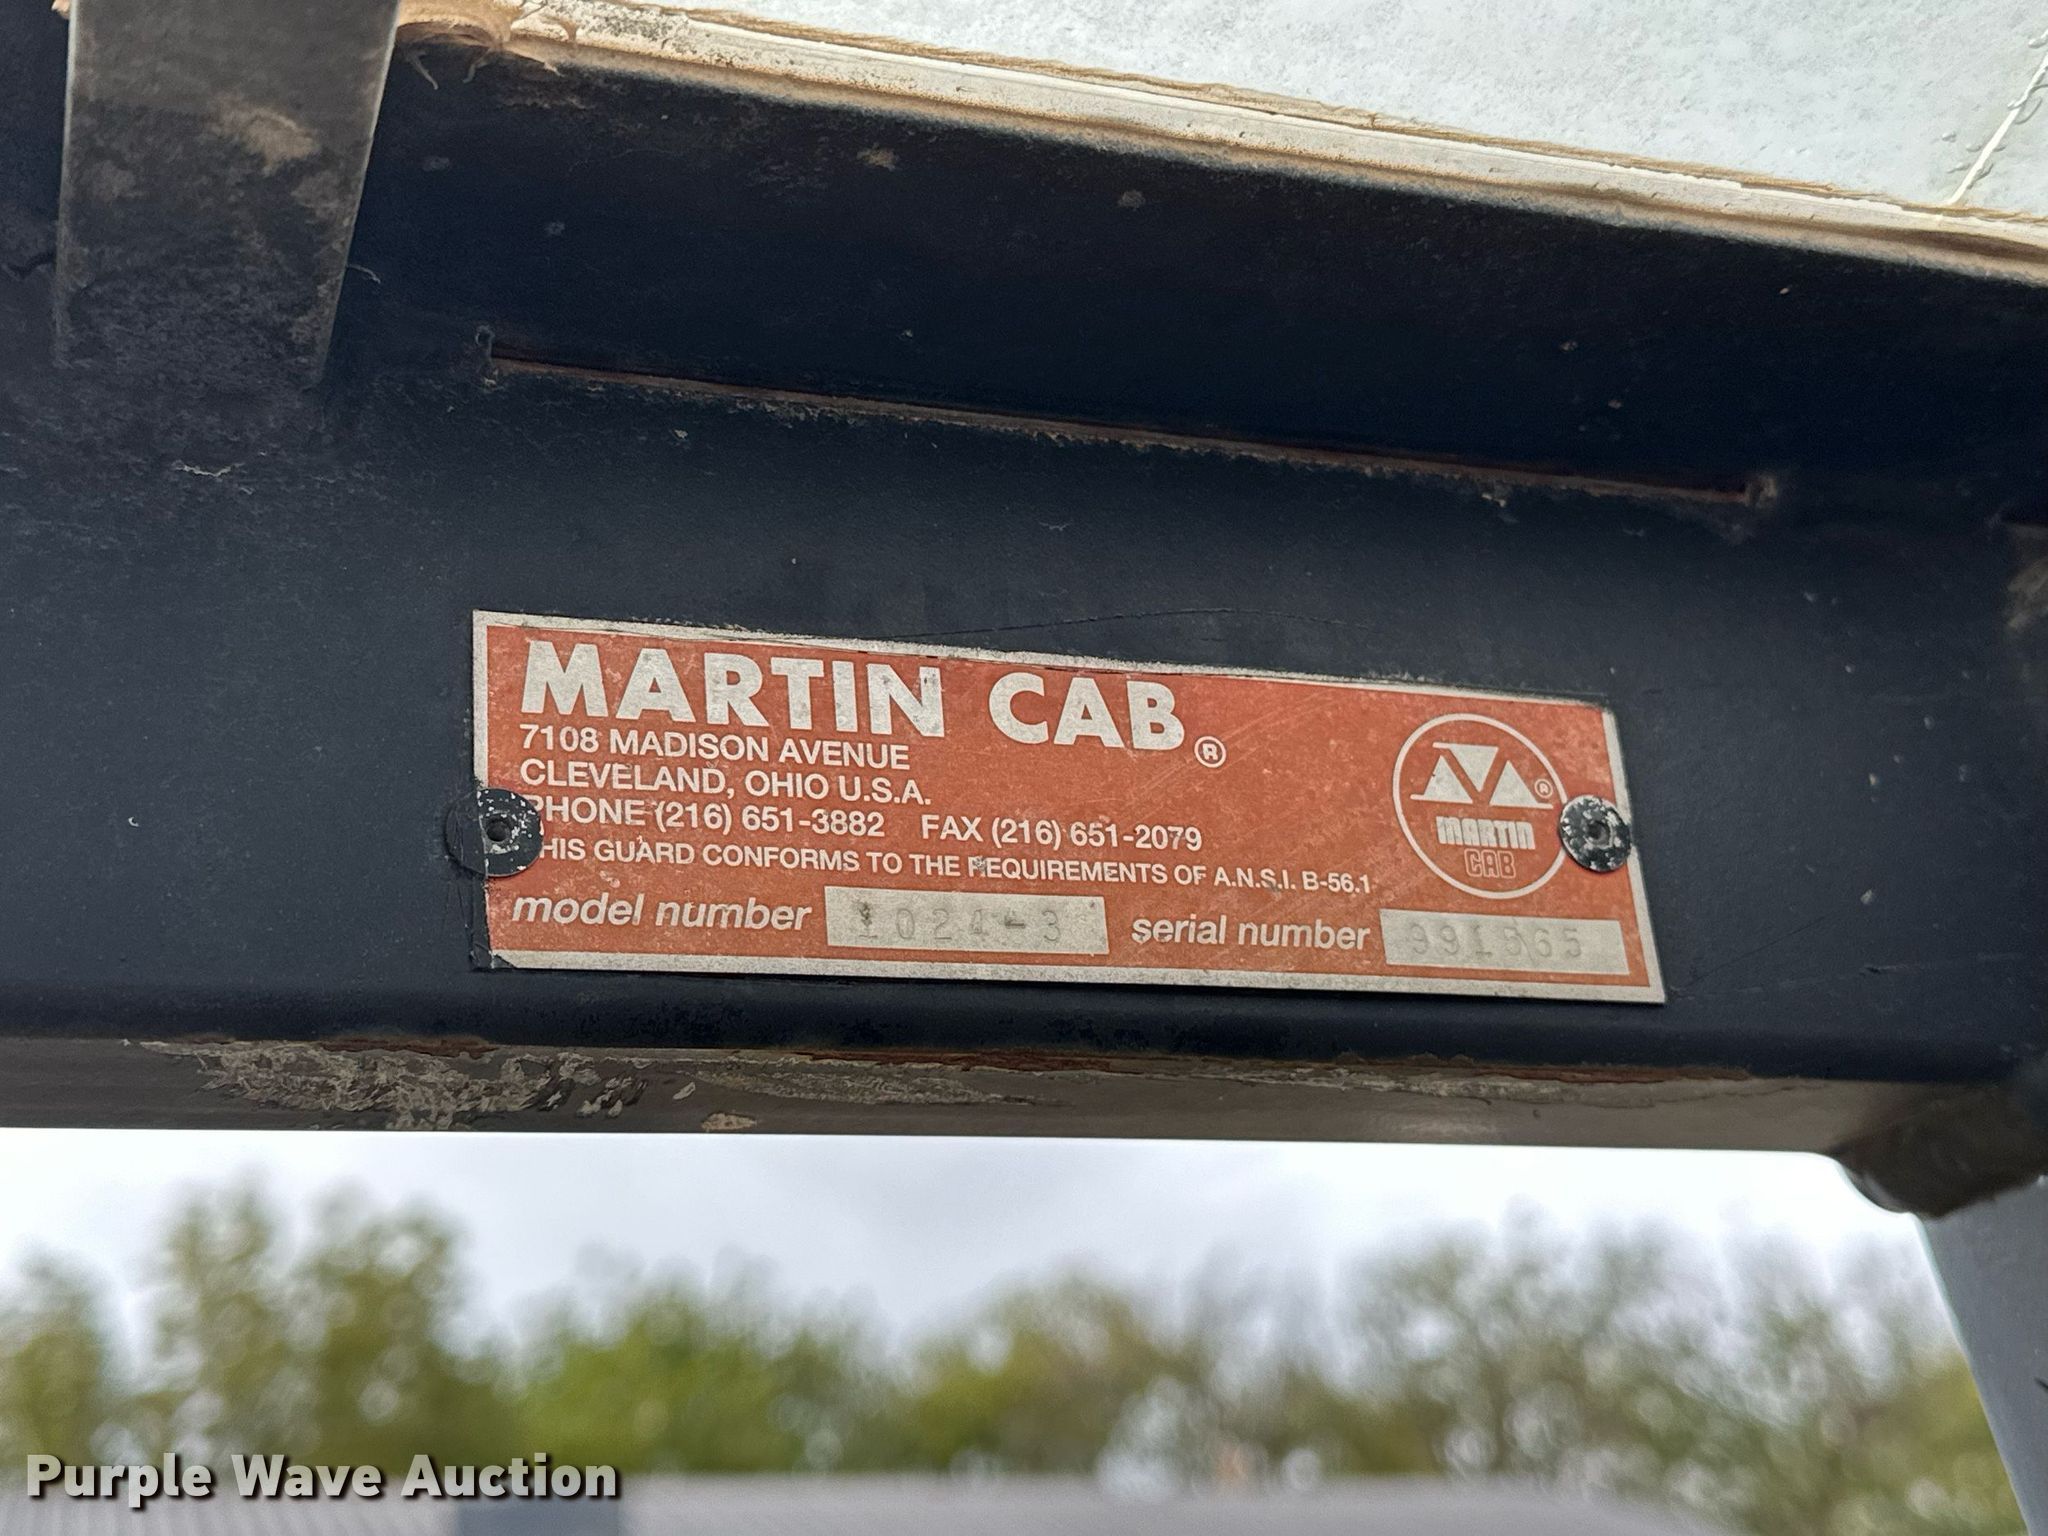 MARTIN CAB®
7108 MADISON AVENUE
CLEVELAND, OHIO U.S.A.
PHONE (216) 651-3882 FAX (216) 651-2079
THIS GUARD CONFORMS TO THE REQUIREMENTS OF A.N.S.I. B-56.1
model number 1024-3 serial number 991565
®
MARTIN
CAB
Purple Wave Auction